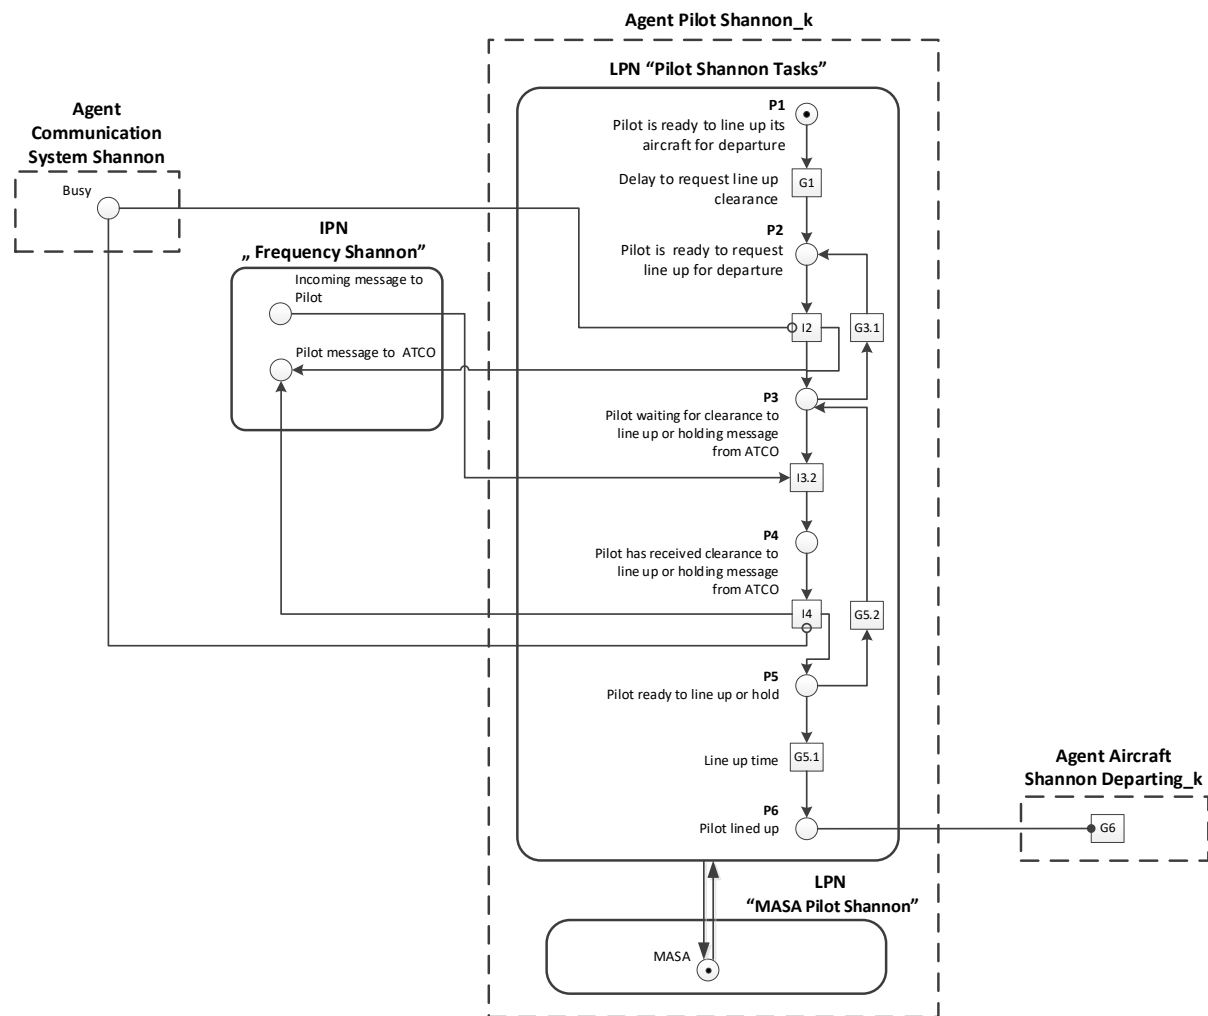 Agent Pilot Shannon_k
LPN “Pilot Shannon Tasks”
Agent
Communication
System Shannon
Busy
IPN
„ Frequency Shannon”
Incoming message to
Pilot
Pilot message to ATCO
P1
Pilot is ready to line up its
aircraft for departure
G1
Delay to request line up
clearance
P2
Pilot is ready to request
line up for departure
I2
G3.1
P3
Pilot waiting for clearance to
line up or holding message
from ATCO
I3.2
P4
Pilot has received clearance to
line up or holding message
from ATCO
I4
G5.2
P5
Pilot ready to line up or hold
Line up time
G5.1
P6
Pilot lined up
Agent Aircraft
Shannon Departing_k
G6
LPN
“MASA Pilot Shannon”
MASA